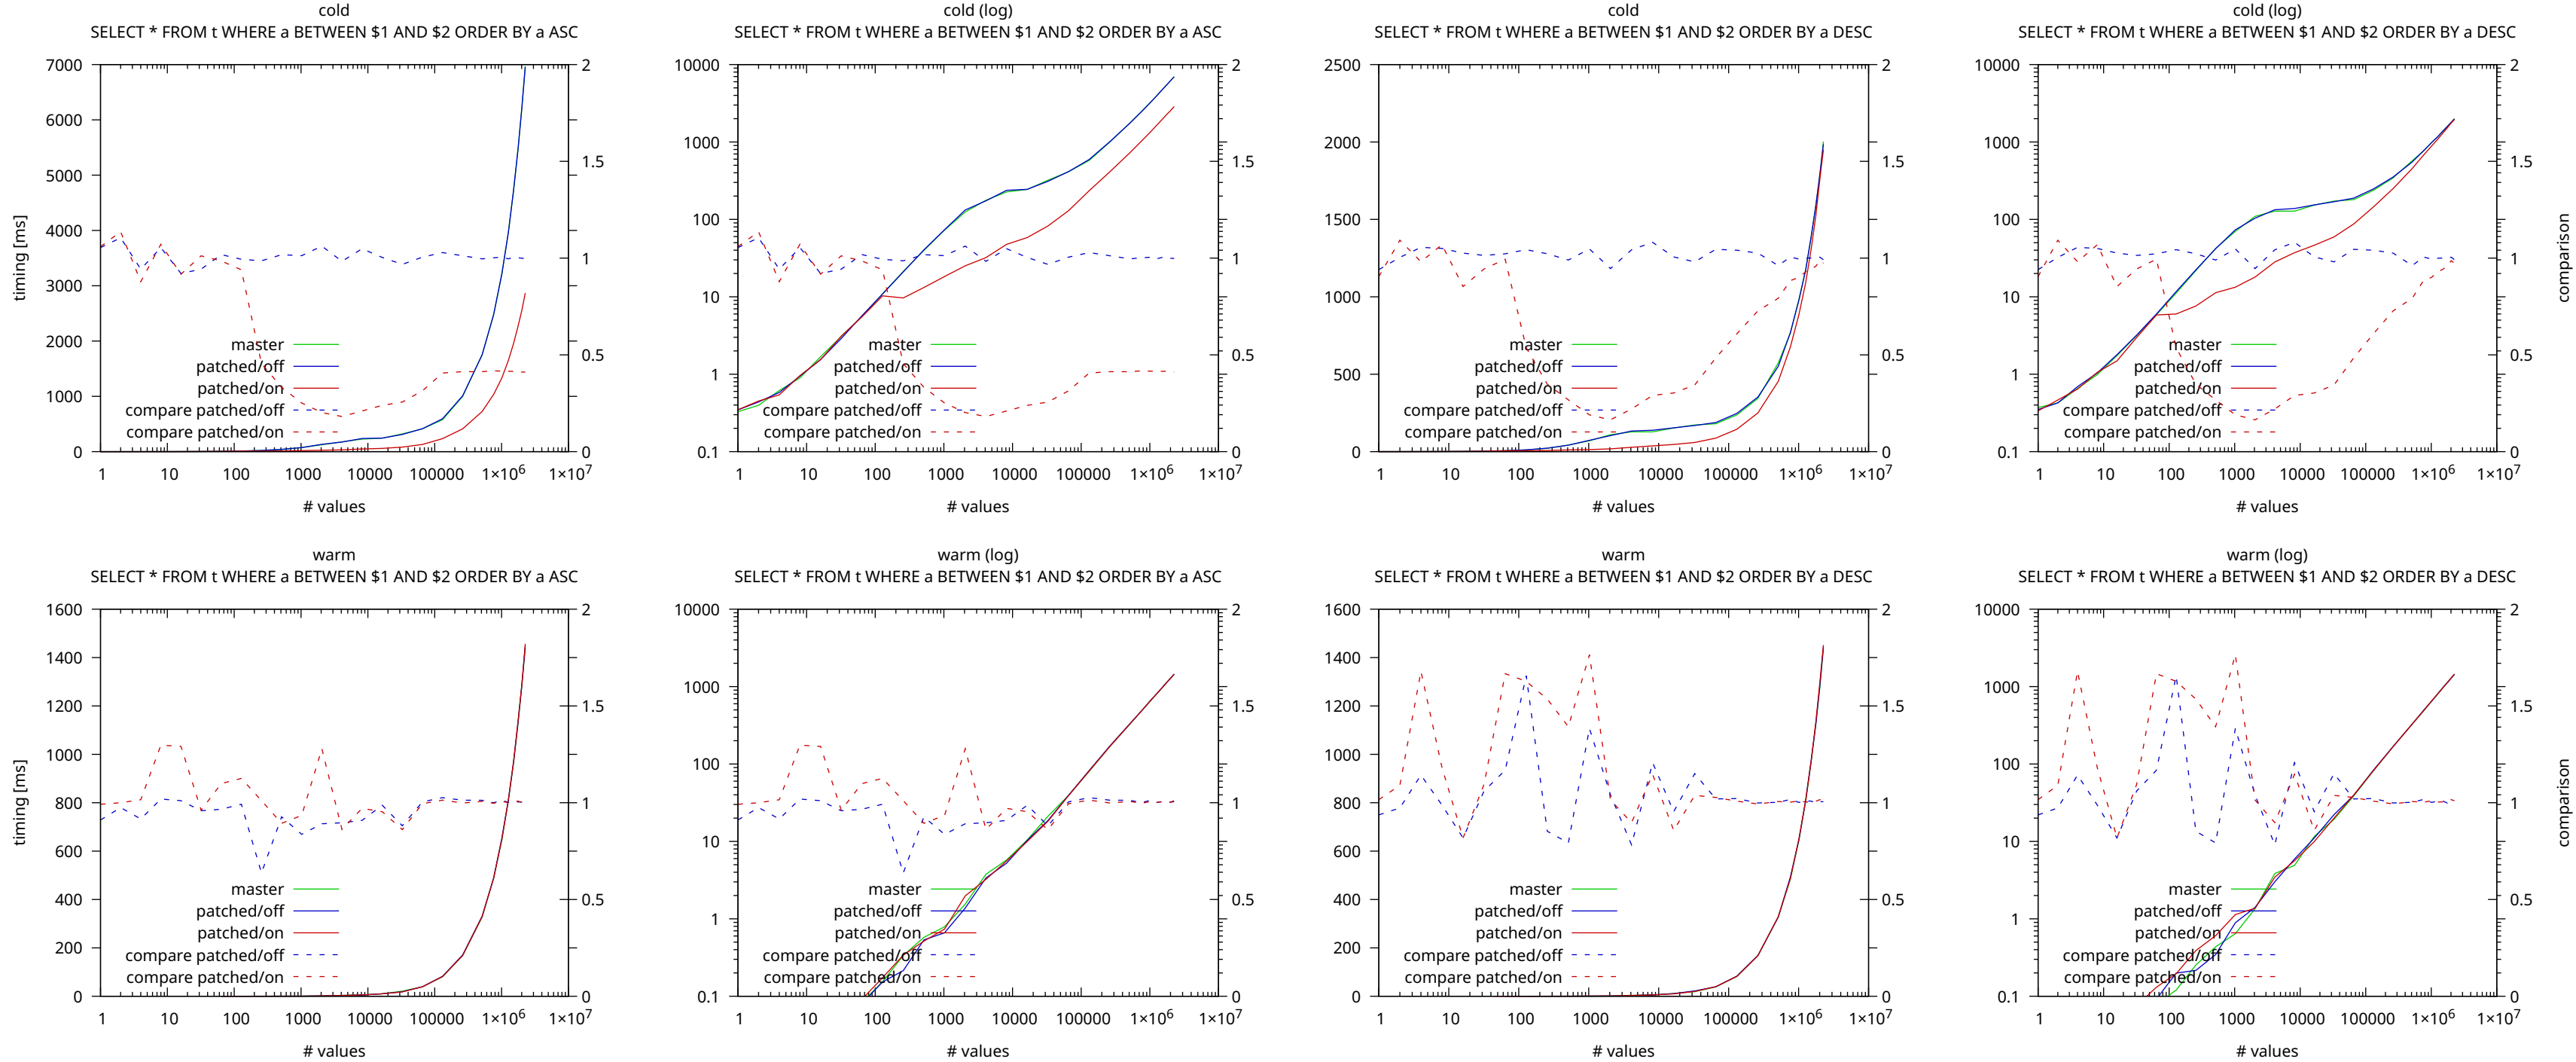 cold
SELECT * FROM t WHERE a BETWEEN $1 AND $2 ORDER BY a ASC
7000
6000
5000
4000
3000
2000
1000
0
timing [ms]
2
1.5
1
0.5
0
master
patched/off
patched/on
compare patched/off
compare patched/on
1 10 100 1000 10000 100000 1×10⁶ 1×10⁷
# values
cold (log)
SELECT * FROM t WHERE a BETWEEN $1 AND $2 ORDER BY a ASC
10000
1000
100
10
1
0.1
2
1.5
1
0.5
0
master
patched/off
patched/on
compare patched/off
compare patched/on
1 10 100 1000 10000 100000 1×10⁶ 1×10⁷
# values
cold
SELECT * FROM t WHERE a BETWEEN $1 AND $2 ORDER BY a DESC
2500
2000
1500
1000
500
0
2
1.5
1
0.5
0
master
patched/off
patched/on
compare patched/off
compare patched/on
1 10 100 1000 10000 100000 1×10⁶ 1×10⁷
# values
cold (log)
SELECT * FROM t WHERE a BETWEEN $1 AND $2 ORDER BY a DESC
10000
1000
100
10
1
0.1
2
1.5
1
0.5
0
comparison
master
patched/off
patched/on
compare patched/off
compare patched/on
1 10 100 1000 10000 100000 1×10⁶ 1×10⁷
# values
warm
SELECT * FROM t WHERE a BETWEEN $1 AND $2 ORDER BY a ASC
1600
1400
1200
1000
800
600
400
200
0
timing [ms]
2
1.5
1
0.5
0
master
patched/off
patched/on
compare patched/off
compare patched/on
1 10 100 1000 10000 100000 1×10⁶ 1×10⁷
# values
warm (log)
SELECT * FROM t WHERE a BETWEEN $1 AND $2 ORDER BY a ASC
10000
1000
100
10
1
0.1
2
1.5
1
0.5
0
master
patched/off
patched/on
compare patched/off
compare patched/on
1 10 100 1000 10000 100000 1×10⁶ 1×10⁷
# values
warm
SELECT * FROM t WHERE a BETWEEN $1 AND $2 ORDER BY a DESC
1600
1400
1200
1000
800
600
400
200
0
2
1.5
1
0.5
0
master
patched/off
patched/on
compare patched/off
compare patched/on
1 10 100 1000 10000 100000 1×10⁶ 1×10⁷
# values
warm (log)
SELECT * FROM t WHERE a BETWEEN $1 AND $2 ORDER BY a DESC
10000
1000
100
10
1
0.1
2
1.5
1
0.5
0
comparison
master
patched/off
patched/on
compare patched/off
compare patched/on
1 10 100 1000 10000 100000 1×10⁶ 1×10⁷
# values